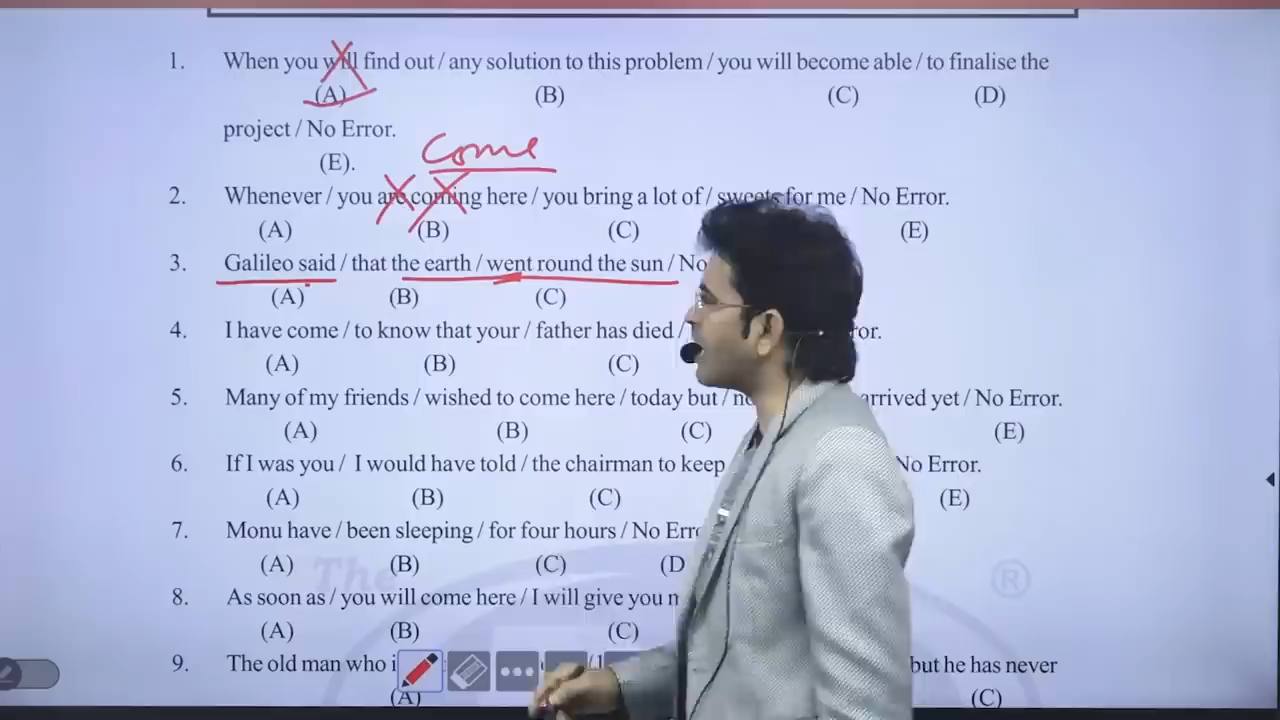 1. When you will find out / any solution to this problem / you will become able / to finalise the
(A) (B) (C) (D)
project / No Error.
(E). Come
2. Whenever / you are coming here / you bring a lot of / sweets for me / No Error.
(A) (B) (C) (E)
3. Galileo said / that the earth / went round the sun / No
(A) (B) (C)
4. I have come / to know that your / father has died /
(A) (B) (C)
5. Many of my friends / wished to come here / today but / arrived yet / No Error.
(A) (B) (C) (E)
6. If I was you / I would have told / the chairman to keep No Error.
(A) (B) (C) (E)
7. Monu have / been sleeping / for four hours / No
(A) (B) (C) (D
The ®
8. As soon as / you will come here / I will give you
(A) (B) (C)
9. The old man who but he has never
(A) (C)